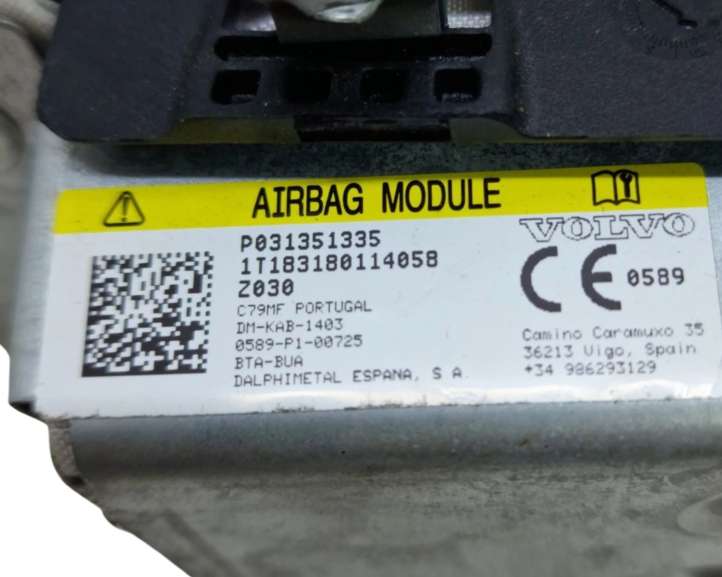 AIRBAG MODULE
P031351335
1T183180114058
Z030
C79MF PORTUGAL
DM-KAB-1403
0589-P1-00725
BTA-BUA
DALPHIMETAL ESPANA, S A.
VOLVO
CE 0589
Camino Caramuxo 35
36213 Vigo, Spain
+34 986293129